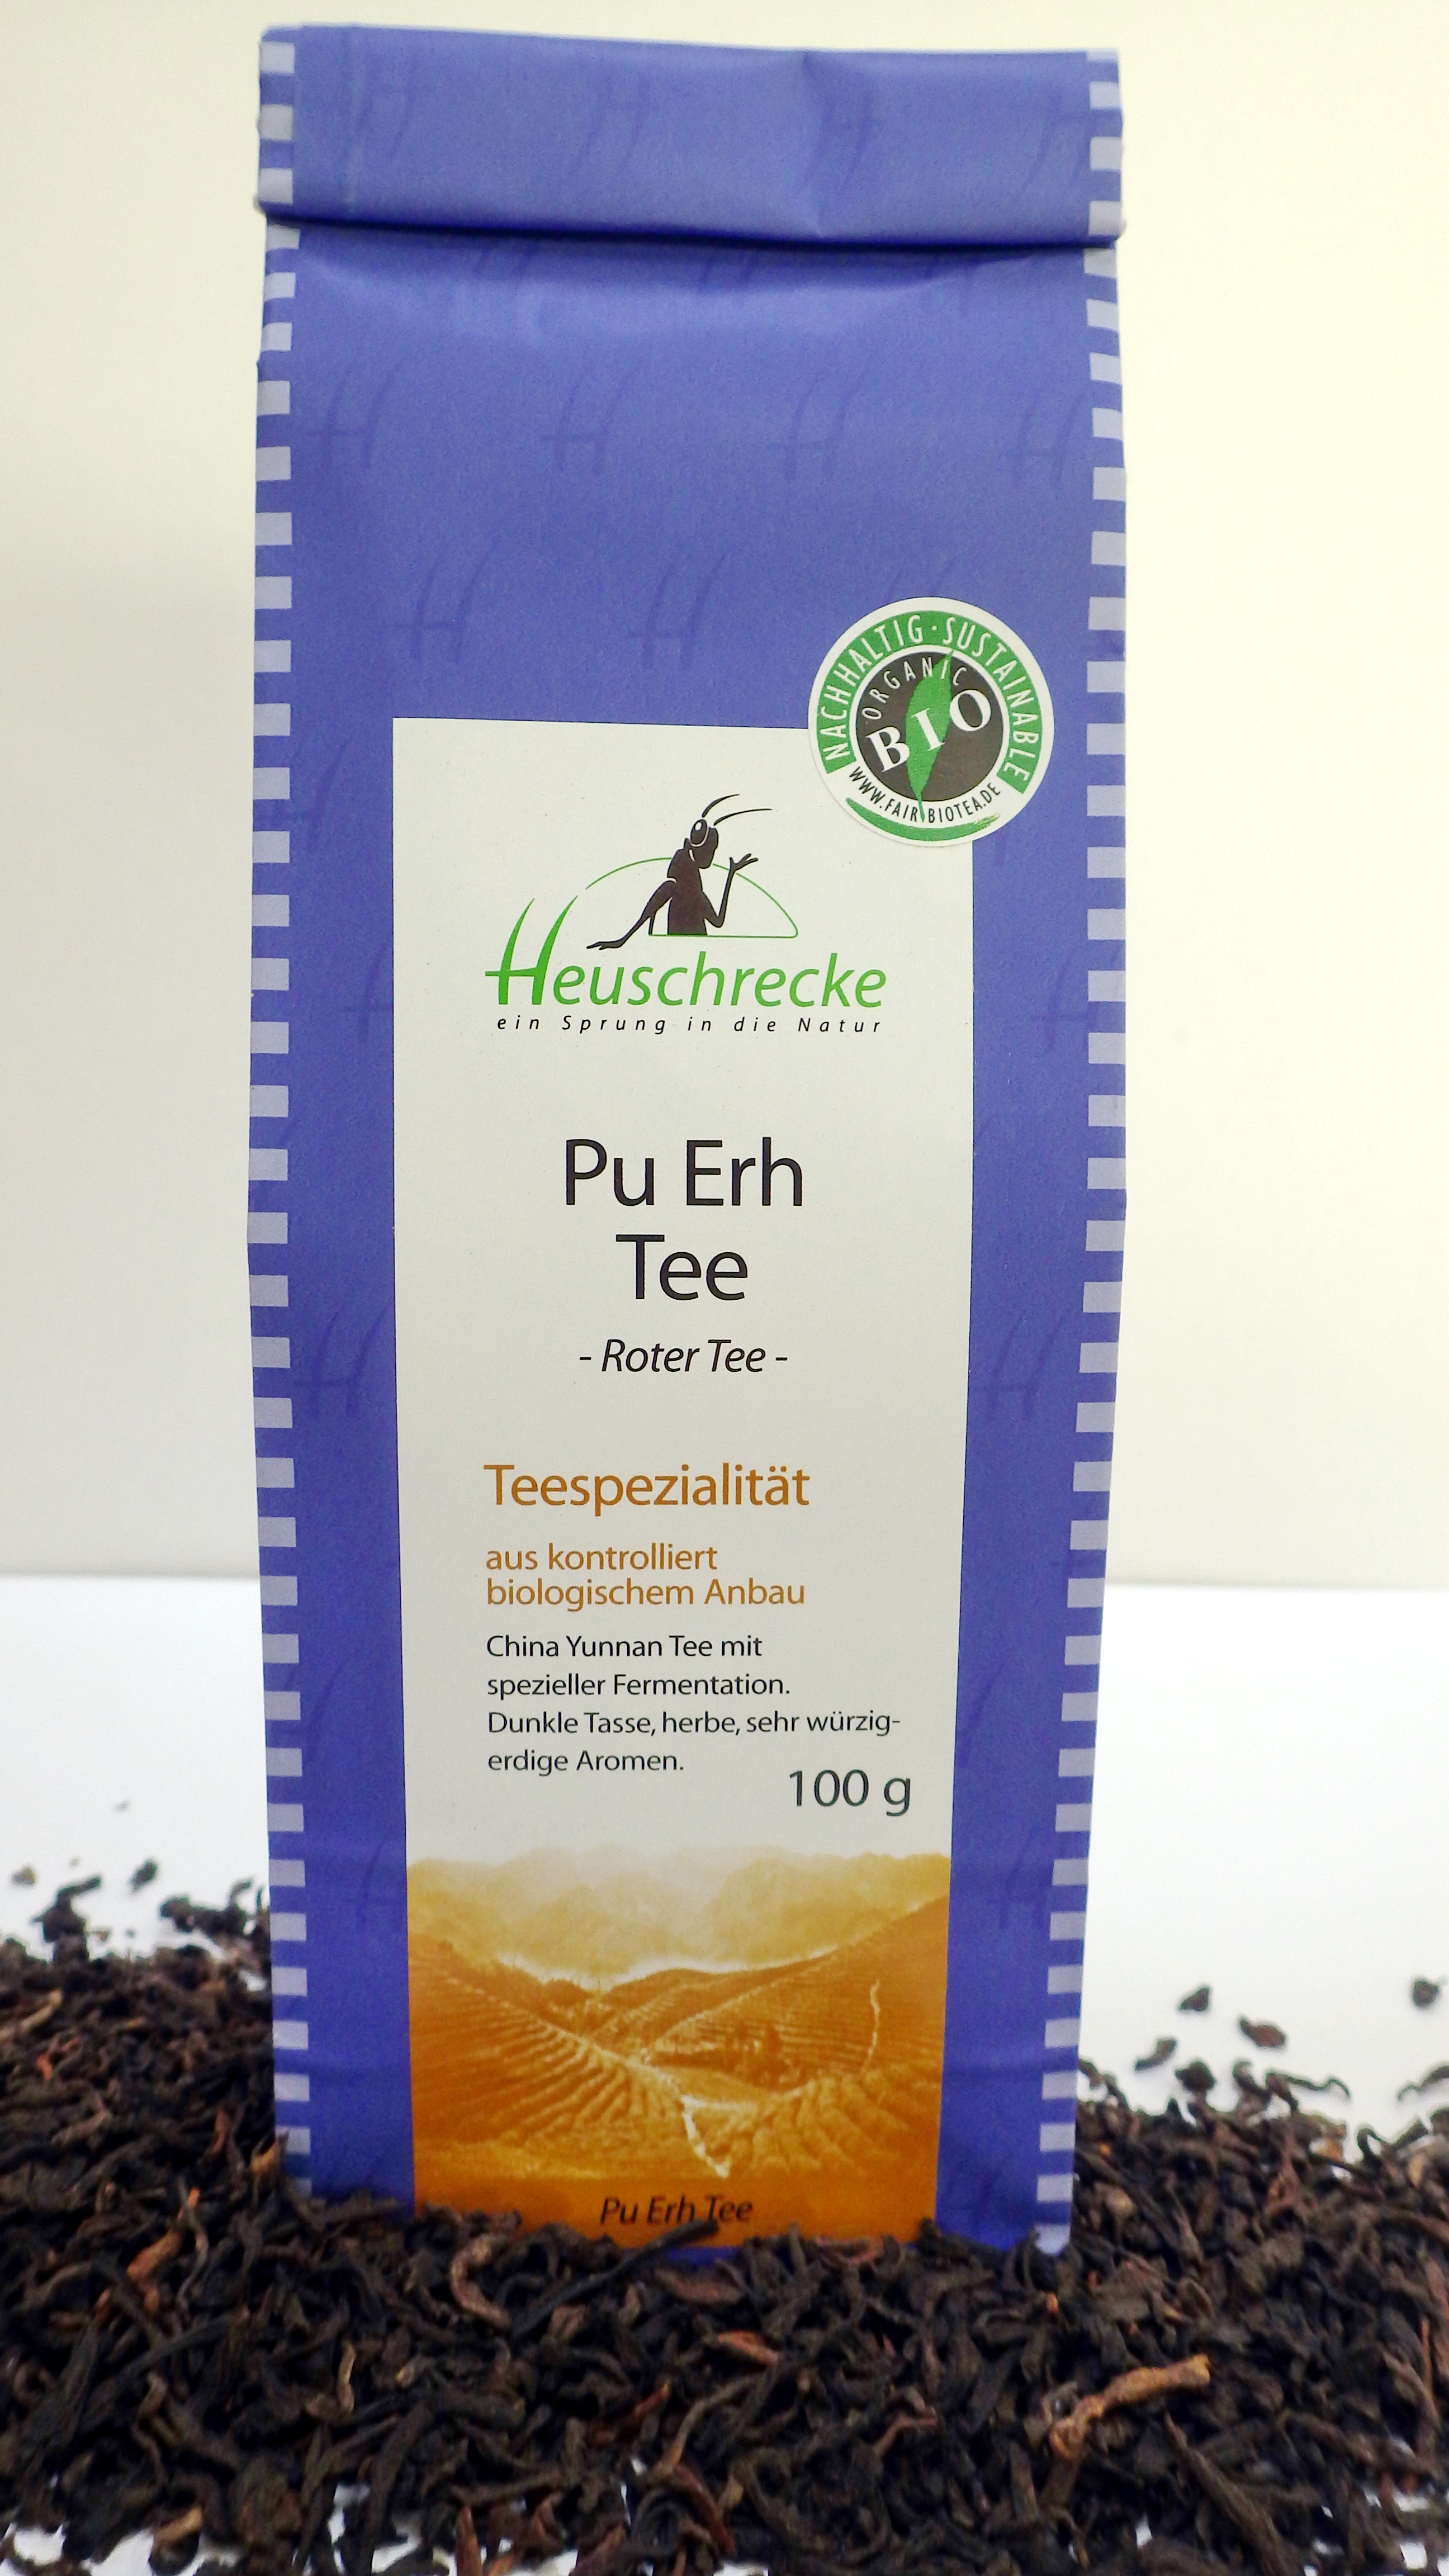 NACHHALTIG · SUSTAINABLE
ORGANIC
BIO
WWW.FAIRBIOTEA.DE
Heuschrecke
ein Sprung in die Natur
Pu Erh
Tee
- Roter Tee -
Teespezialität
aus kontrolliert
biologischem Anbau
China Yunnan Tee mit
spezieller Fermentation.
Dunkle Tasse, herbe, sehr würzig-
erdige Aromen.
100 g
Pu Erh Tee